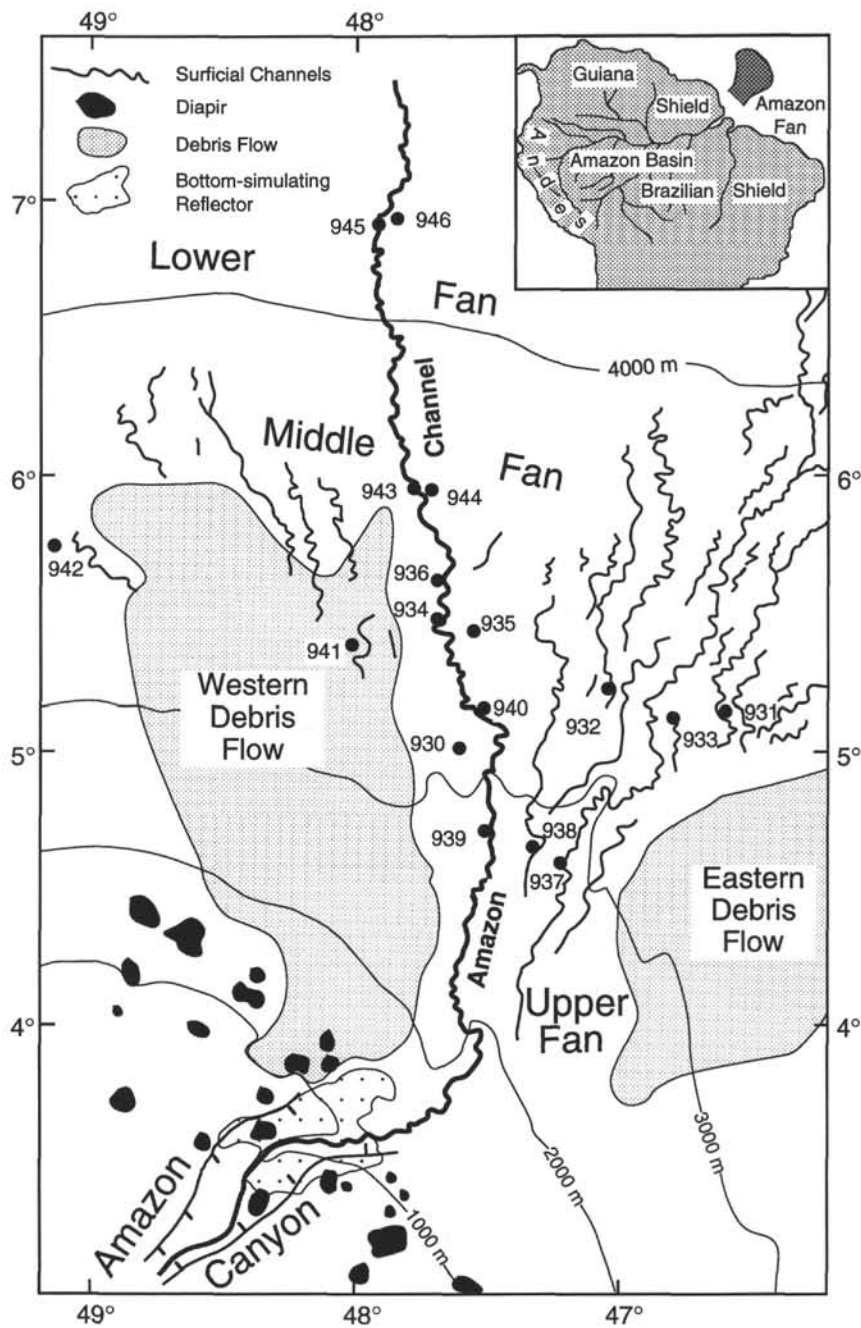 49°
48°
Surficial Channels
Diapir
Debris Flow
Bottom-simulating
Reflector
Guiana
Shield
Amazon
Fan
Andes
Amazon Basin
Brazilian
Shield
7°
7°
945
946
Lower
Fan
4000 m
Channel
Middle
Fan
6°
6°
943
944
942
936
934
935
941
Western
Debris
Flow
940
932
931
933
930
5°
5°
939
938
937
Eastern
Debris
Flow
Amazon
Upper
Fan
4°
4°
3000 m
2000 m
1000 m
Amazon
Canyon
49°
48°
47°